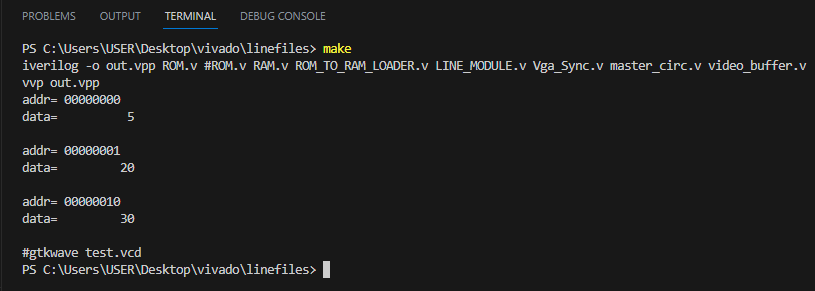 PROBLEMS OUTPUT TERMINAL DEBUG CONSOLE
PS C:\Users\USER\Desktop\vivado\linefiles> make
iverilog -o out.vpp ROM.v #ROM.v RAM.v ROM_TO_RAM_LOADER.v LINE_MODULE.v Vga_Sync.v master_circ.v video_buffer.v
vvp out.vpp
addr= 00000000
data=          5
addr= 00000001
data=         20
addr= 00000010
data=         30
#gtkwave test.vcd
PS C:\Users\USER\Desktop\vivado\linefiles>